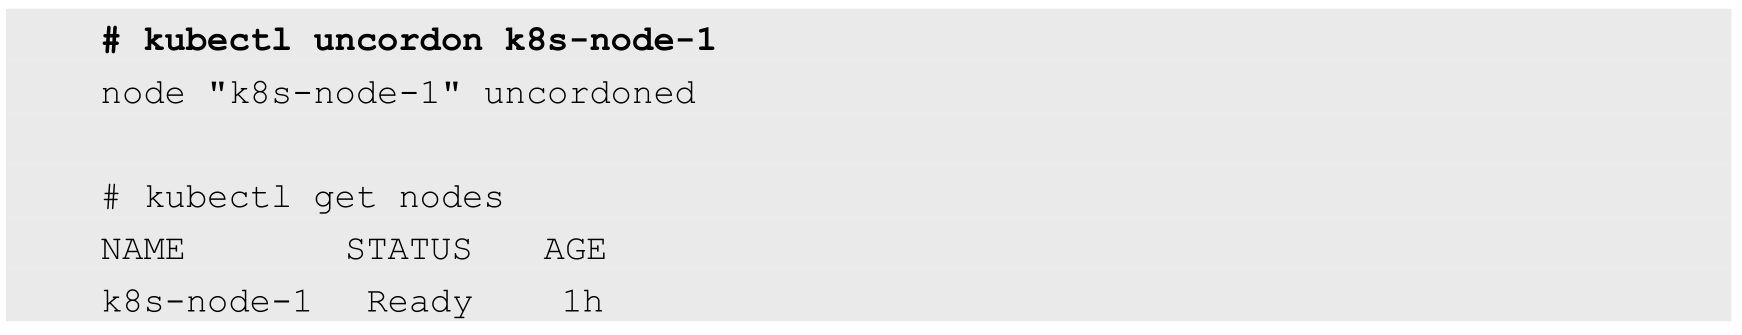 # kubectl uncordon k8s-node-1
node "k8s-node-1" uncordoned
# kubectl get nodes
NAME STATUS AGE
k8s-node-1 Ready 1h